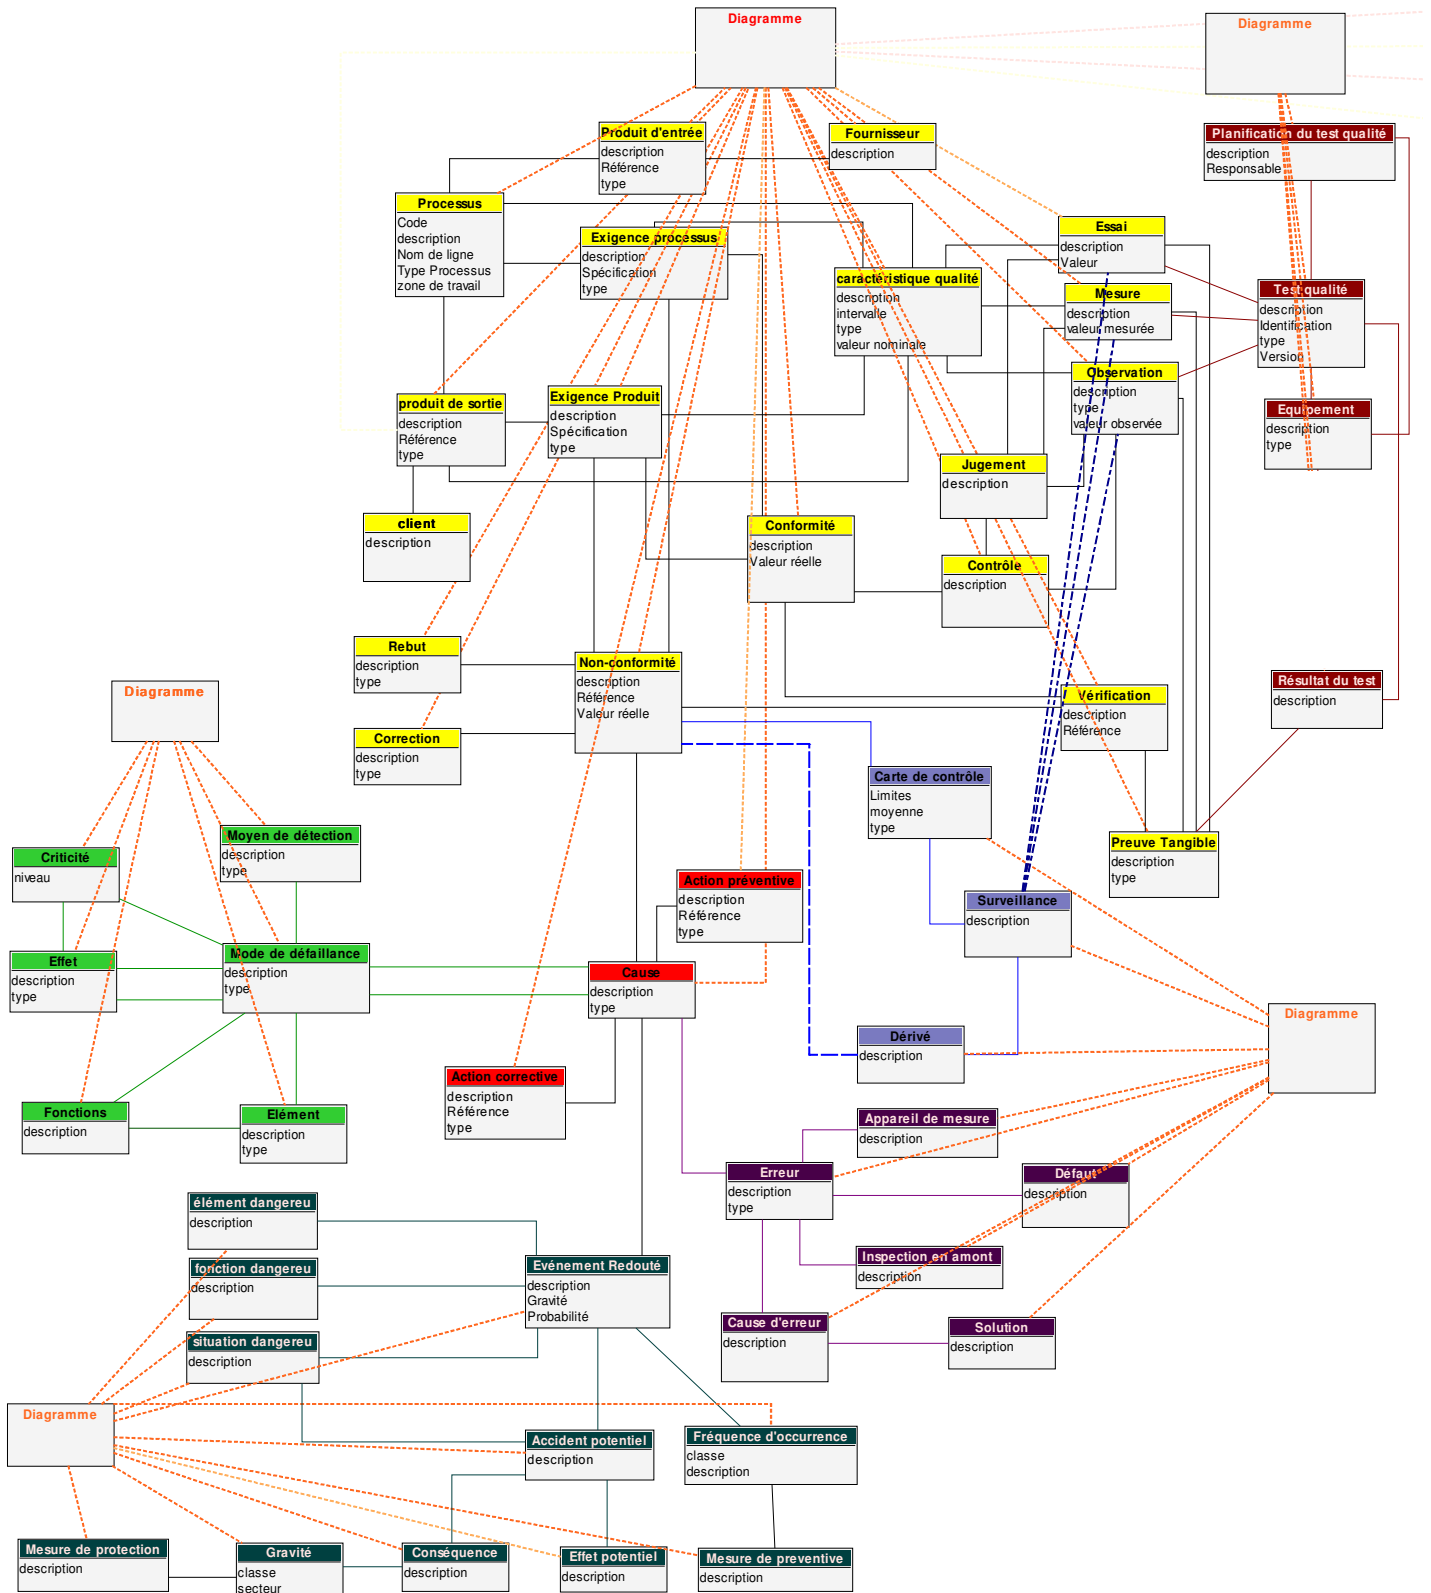 Diagramme
Diagramme
Produit d'entrée
description
Référence
type
Fournisseur
description
Planification du test qualité
description
Responsable
Processus
Code
description
Nom de ligne
Type Processus
zone de travail
Exigence processus
description
Spécification
type
Essai
description
Valeur
caractéristique qualité
description
intervalle
type
valeur nominale
Mesure
description
valeur mesurée
Test qualité
description
Identification
type
Version
Observation
description
type
valeur observée
produit de sortie
description
Référence
type
Exigence Produit
description
Spécification
type
Equipement
description
type
Jugement
description
client
description
Conformité
description
Valeur réelle
Contrôle
description
Rebut
description
type
Non-conformité
description
Référence
Valeur réelle
Vérification
description
Référence
Résultat du test
description
Diagramme
Correction
description
type
Carte de contrôle
Limites
moyenne
type
Moyen de détection
description
type
Criticité
niveau
Preuve Tangible
description
type
Action préventive
description
Référence
type
Surveillance
description
Effet
description
type
Mode de défaillance
description
type
Cause
description
type
Diagramme
Dérivé
description
Action corrective
description
Référence
type
Fonctions
description
Elément
description
type
Appareil de mesure
description
Erreur
description
type
Défaut
description
élément dangereu
description
fonction dangereu
description
Evénement Redouté
description
Gravité
Probabilité
Inspection en amont
description
situation dangereu
description
Cause d'erreur
description
Solution
description
Diagramme
Accident potentiel
description
Fréquence d'occurrence
classe
description
Mesure de protection
description
Gravité
classe
secteur
Conséquence
description
Effet potentiel
description
Mesure de preventive
description